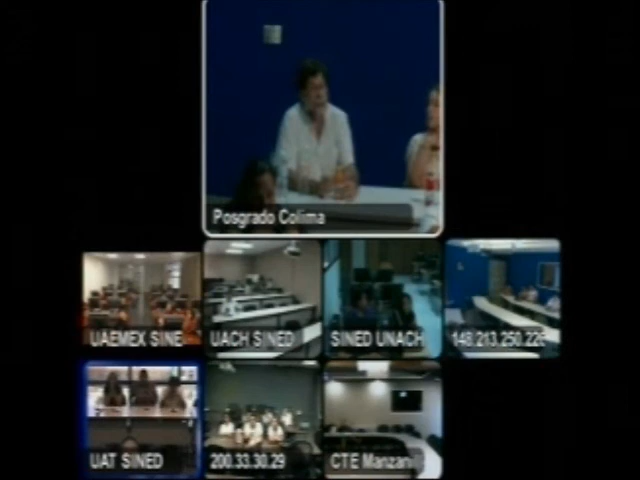 Posgrado Colima
UAEMEX SINE
UACH SINED
SINED UNACH
148.213.250.226
UAT SINED
200.33.30.29
CTE Manzani